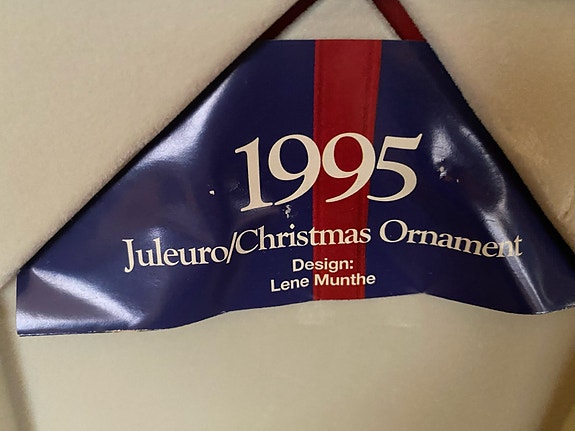 1995
Juleuro/Christmas Ornament
Design:
Lene Munthe